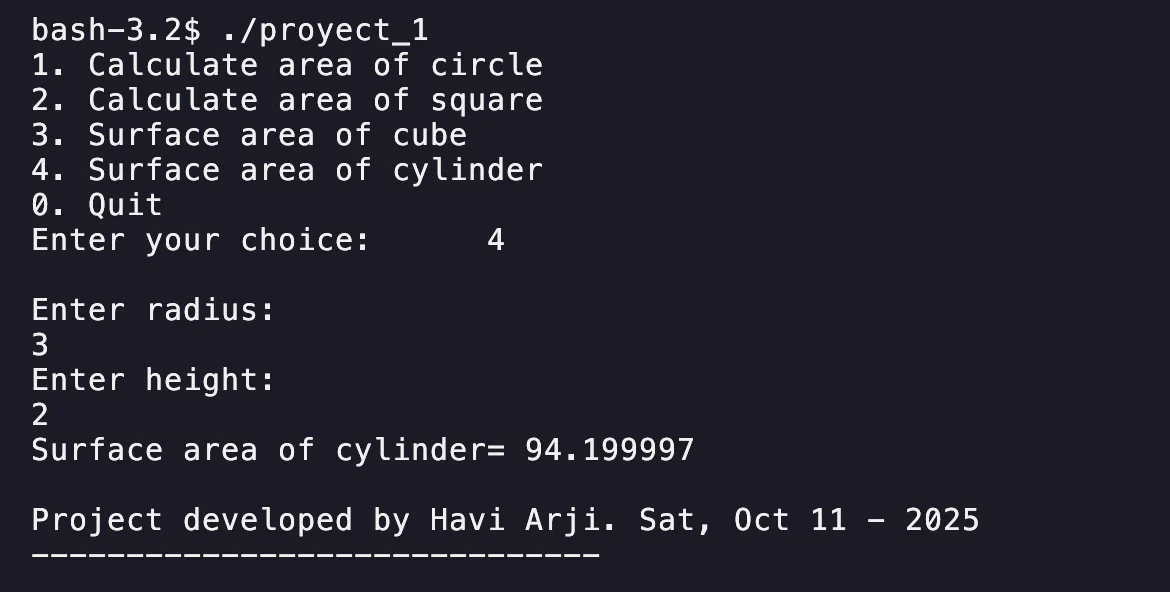 bash-3.2$ ./proyect_1
1. Calculate area of circle
2. Calculate area of square
3. Surface area of cube
4. Surface area of cylinder
0. Quit
Enter your choice:      4
Enter radius:
3
Enter height:
2
Surface area of cylinder= 94.199997
Project developed by Havi Arji. Sat, Oct 11 - 2025
------------------------------